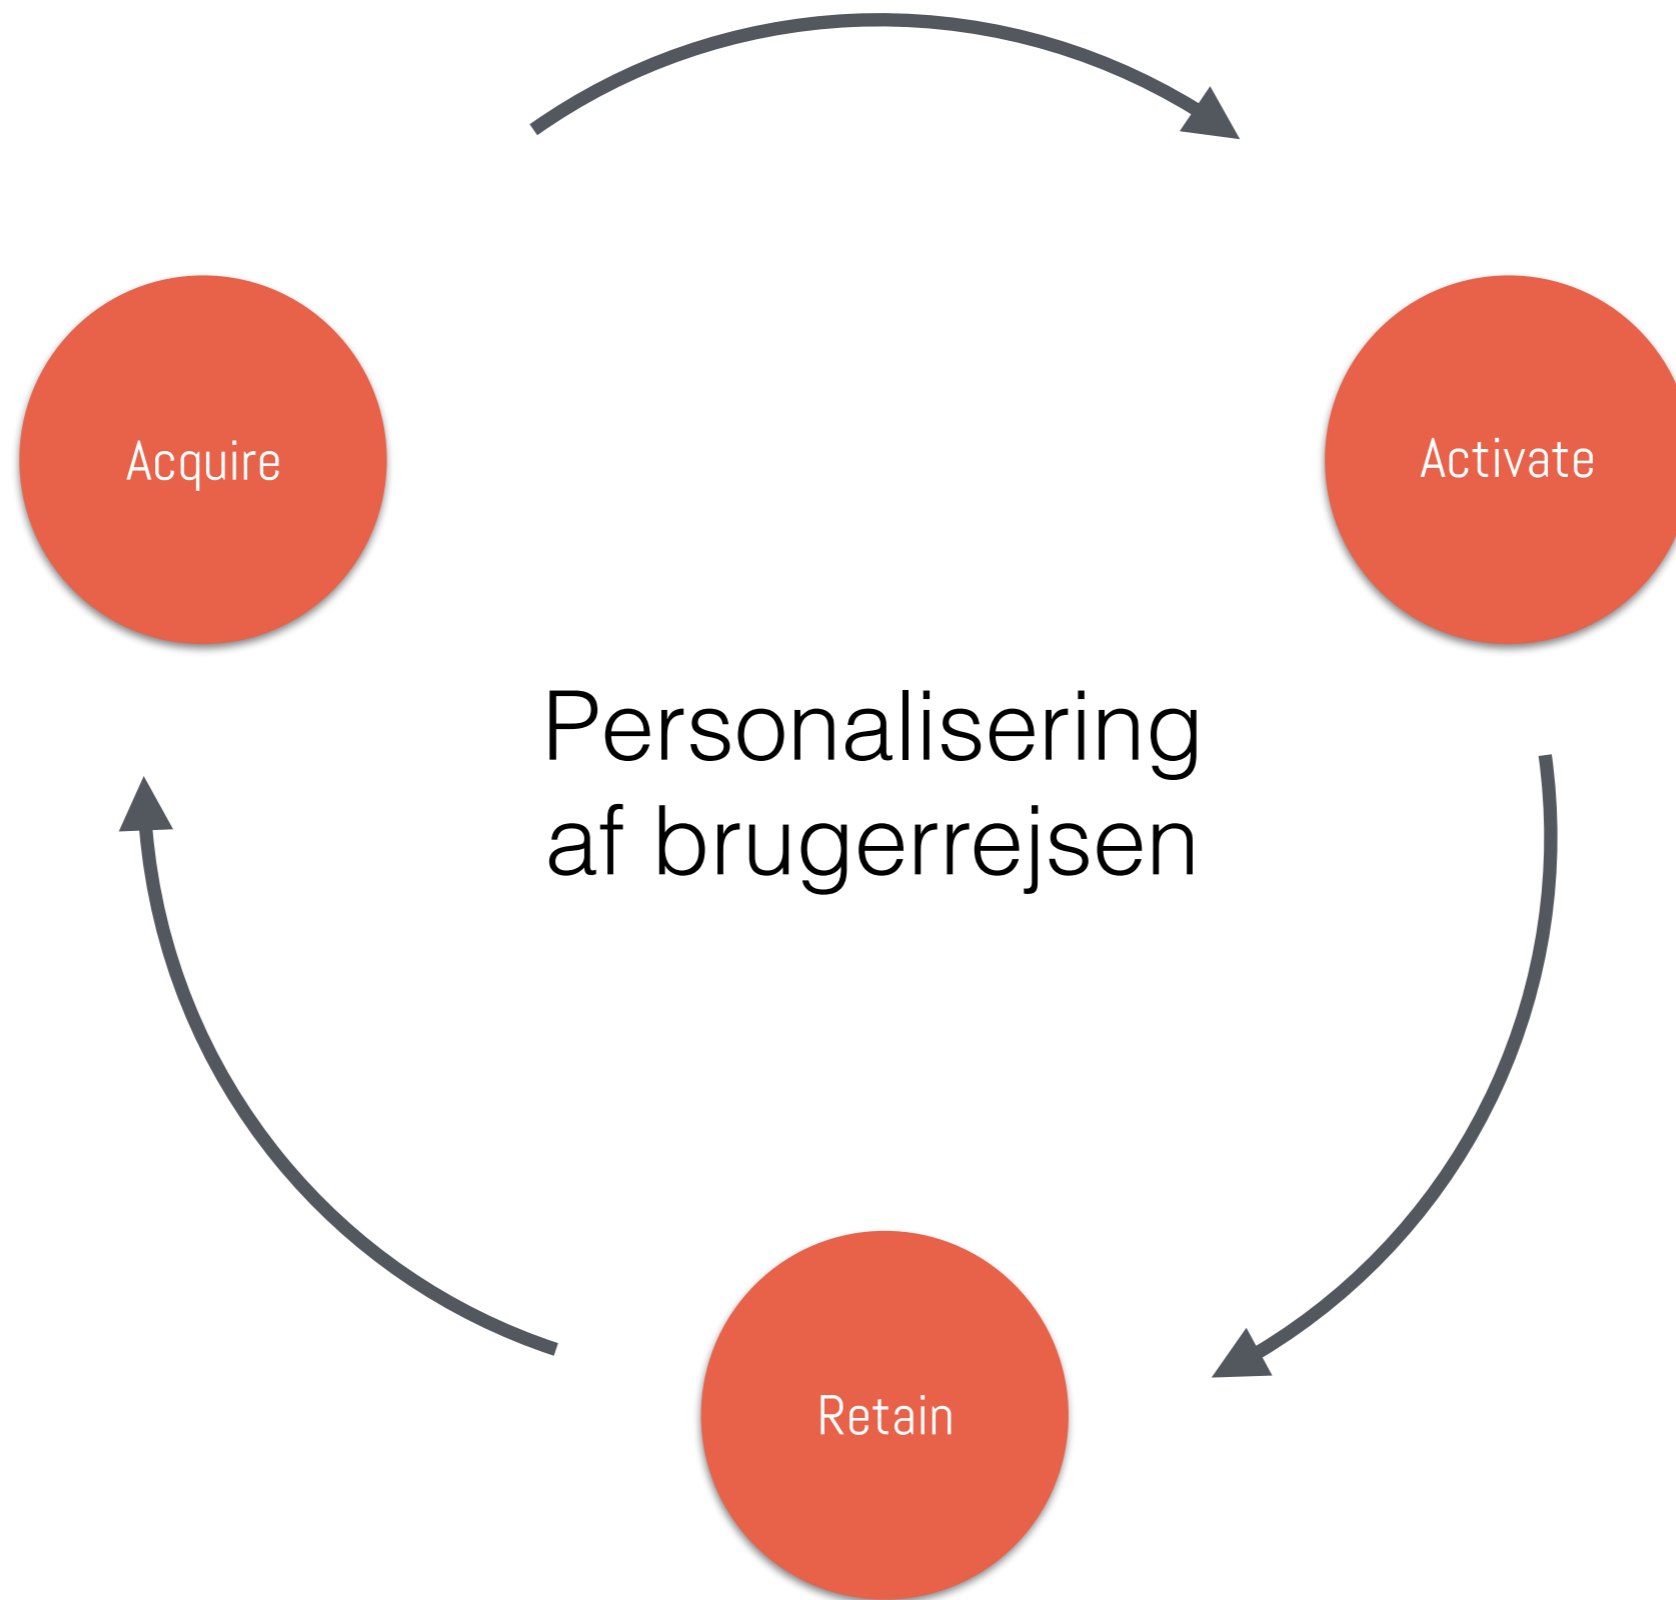 Acquire
Activate
Personalisering
af brugerrejsen
Retain